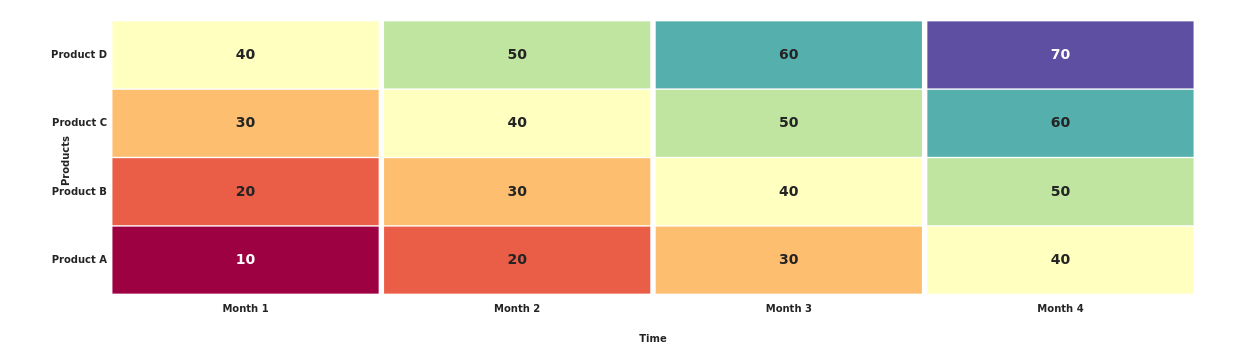 Product D 40 50 60 70
Product C 30 40 50 60
Products
Product B 20 30 40 50
Product A 10 20 30 40
Month 1 Month 2 Month 3 Month 4
Time